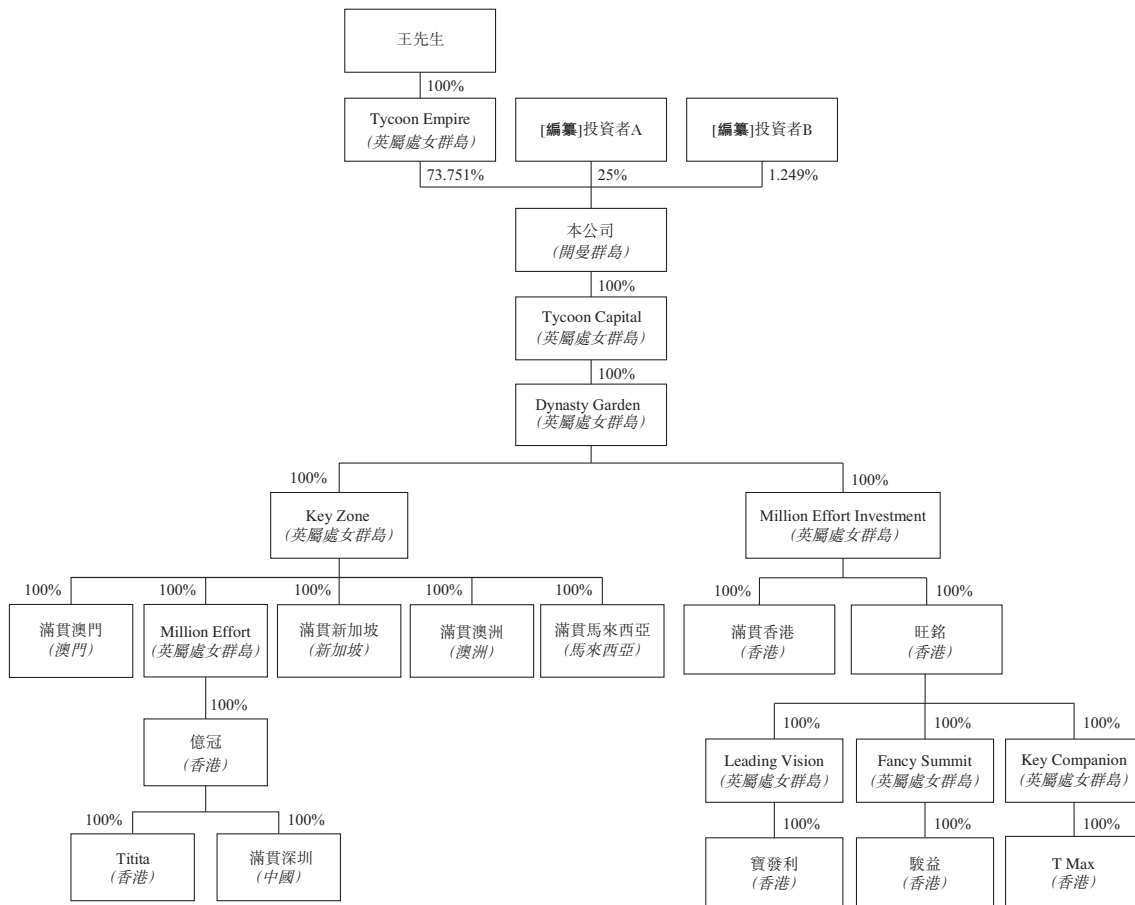 王先生
100%
Tycoon Empire
(英屬處女群島)
[編纂]投資者A
[編纂]投資者B
73.751%
25%
1.249%
本公司
(開曼群島)
100%
Tycoon Capital
(英屬處女群島)
100%
Dynasty Garden
(英屬處女群島)
100%
100%
Key Zone
(英屬處女群島)
Million Effort Investment
(英屬處女群島)
100%
100%
100%
100%
100%
100%
100%
滿貫澳門
(澳門)
Million Effort
(英屬處女群島)
滿貫新加坡
(新加坡)
滿貫澳洲
(澳洲)
滿貫馬來西亞
(馬來西亞)
滿貫香港
(香港)
旺銘
(香港)
100%
100%
100%
100%
億冠
(香港)
Leading Vision
(英屬處女群島)
Fancy Summit
(英屬處女群島)
Key Companion
(英屬處女群島)
100%
100%
100%
100%
100%
Titita
(香港)
滿貫深圳
(中國)
寶發利
(香港)
駿益
(香港)
T Max
(香港)